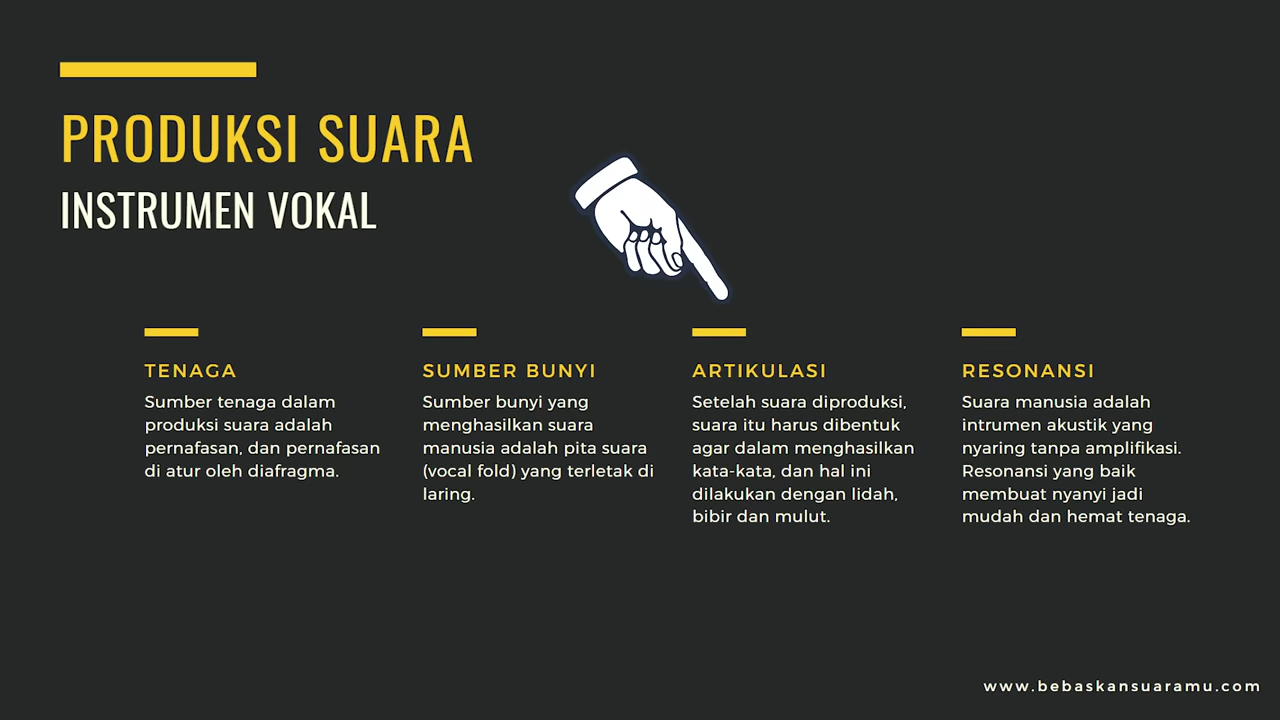 PRODUKSI SUARA
INSTRUMEN VOKAL
TENAGA
Sumber tenaga dalam
produksi suara adalah
pernafasan, dan pernafasan
di atur oleh diafragma.
SUMBER BUNYI
Sumber bunyi yang
menghasilkan suara
manusia adalah pita suara
(vocal fold) yang terletak di
laring.
ARTIKULASI
Setelah suara diproduksi,
suara itu harus dibentuk
agar dalam menghasilkan
kata-kata, dan hal ini
dilakukan dengan lidah,
bibir dan mulut.
RESONANSI
Suara manusia adalah
intrumen akustik yang
nyaring tanpa amplifikasi.
Resonansi yang baik
membuat nyanyi jadi
mudah dan hemat tenaga.
www.bebaskansuaramu.com